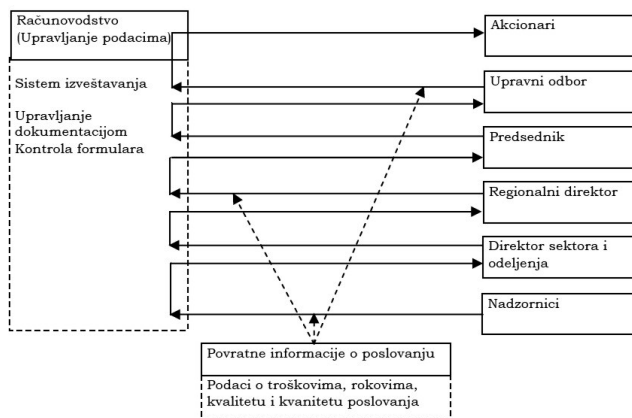 Računovodstvo
(Upravljanje podacima)
Sistem izveštavanja
Upravljanje
dokumentacijom
Kontrola formulara
Akcionari
Upravni odbor
Predsednik
Regionalni direktor
Direktor sektora i
odeljenja
Nadzornici
Povratne informacije o poslovanju
Podaci o troškovima, rokovima,
kvalitetu i kvanitetu poslovanja